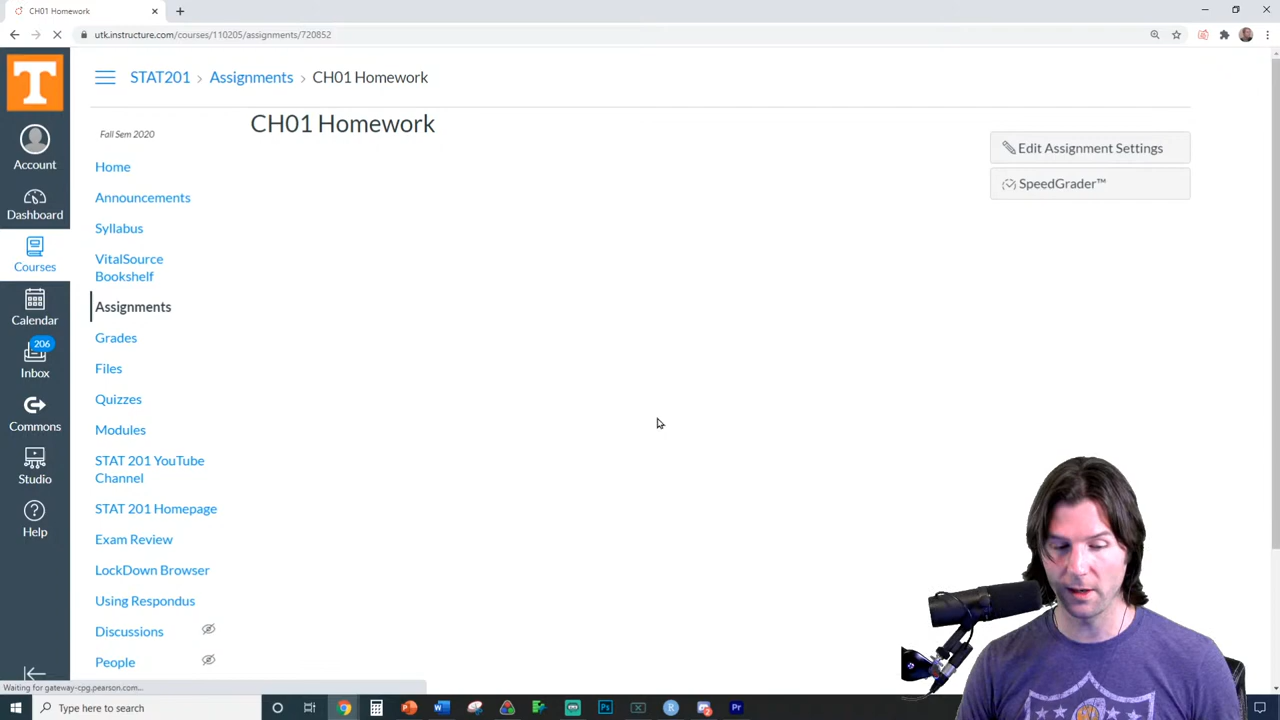 CH01 Homework
utk.instructure.com/courses/110205/assignments/720852
STAT201 › Assignments › CH01 Homework
T
Account
Dashboard
Courses
Calendar
206
Inbox
Commons
Studio
Help
Fall Sem 2020
Home
Announcements
Syllabus
VitalSource
Bookshelf
Assignments
Grades
Files
Quizzes
Modules
STAT 201 YouTube
Channel
STAT 201 Homepage
Exam Review
LockDown Browser
Using Respondus
Discussions
People
CH01 Homework
Edit Assignment Settings
SpeedGrader™
NFL
Waiting for gateway-cpg.pearson.com...
Type here to search